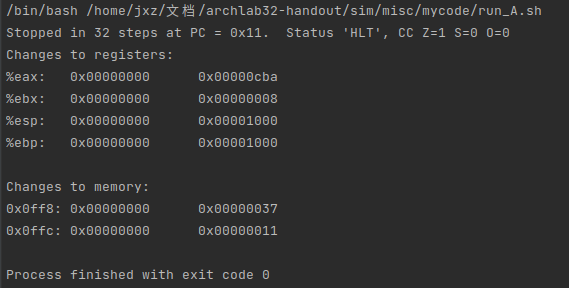 /bin/bash /home/jxz/文档/archlab32-handout/sim/misc/mycode/run_A.sh
Stopped in 32 steps at PC = 0x11.  Status 'HLT', CC Z=1 S=0 O=0
Changes to registers:
%eax:   0x00000000      0x00000cba
%ebx:   0x00000000      0x00000008
%esp:   0x00000000      0x00001000
%ebp:   0x00000000      0x00001000

Changes to memory:
0x0ff8: 0x00000000      0x00000037
0x0ffc: 0x00000000      0x00000011

Process finished with exit code 0